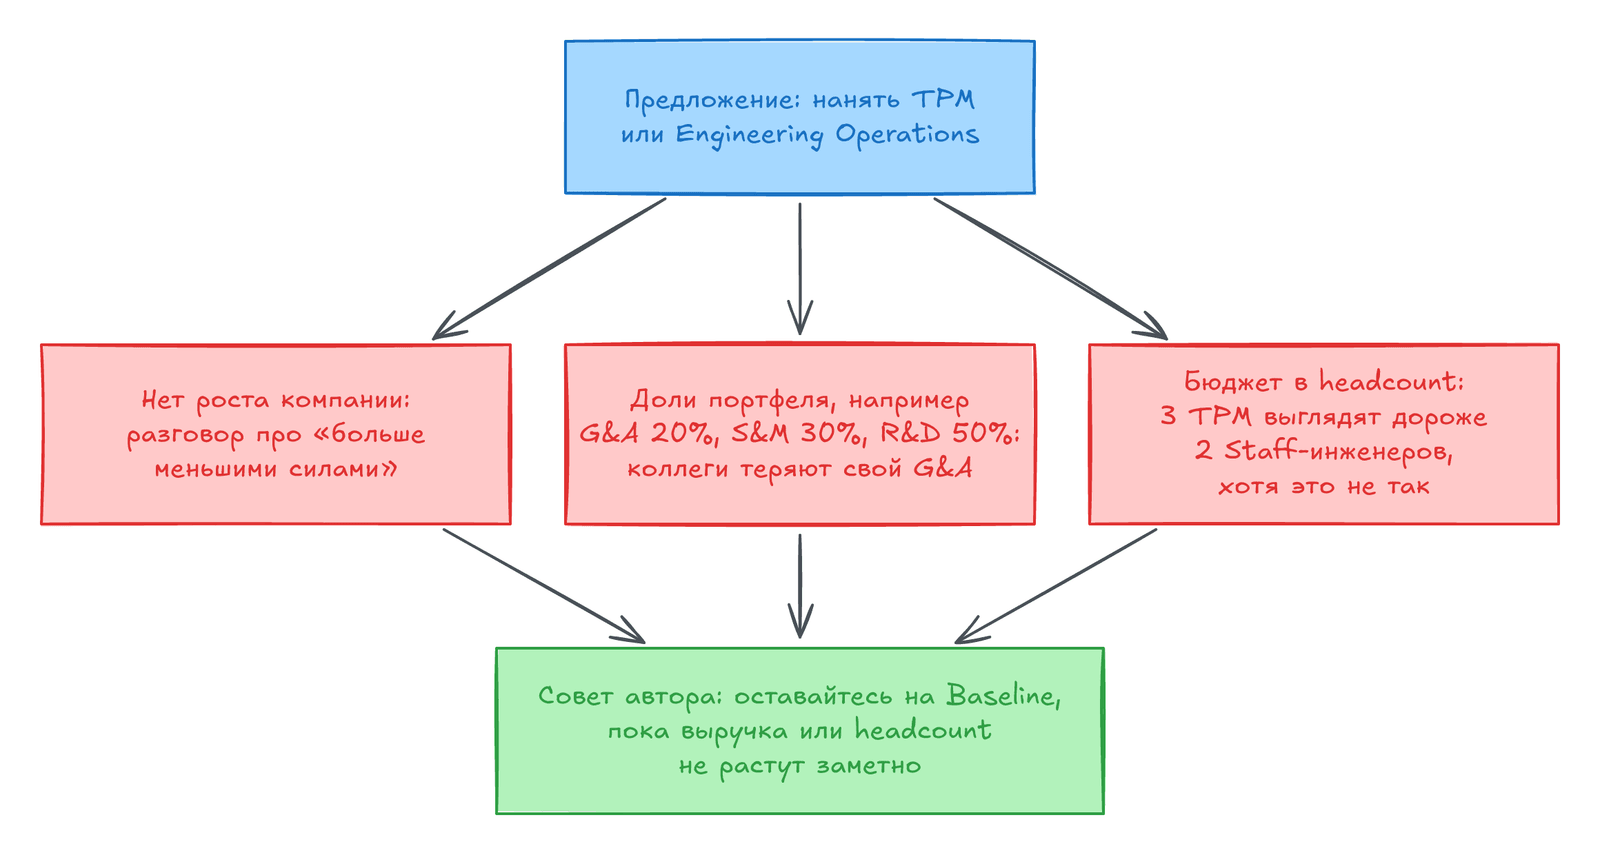 Предложение: нанять TPM
или Engineering Operations
Нет роста компании:
разговор про «больше
меньшими силами»
Доли портфеля, например
G&A 20%, S&M 30%, R&D 50%:
коллеги теряют свой G&A
Бюджет в headcount:
3 TPM выглядят дороже
2 Staff-инженеров,
хотя это не так
Совет автора: оставайтесь на Baseline,
пока выручка или headcount
не растут заметно